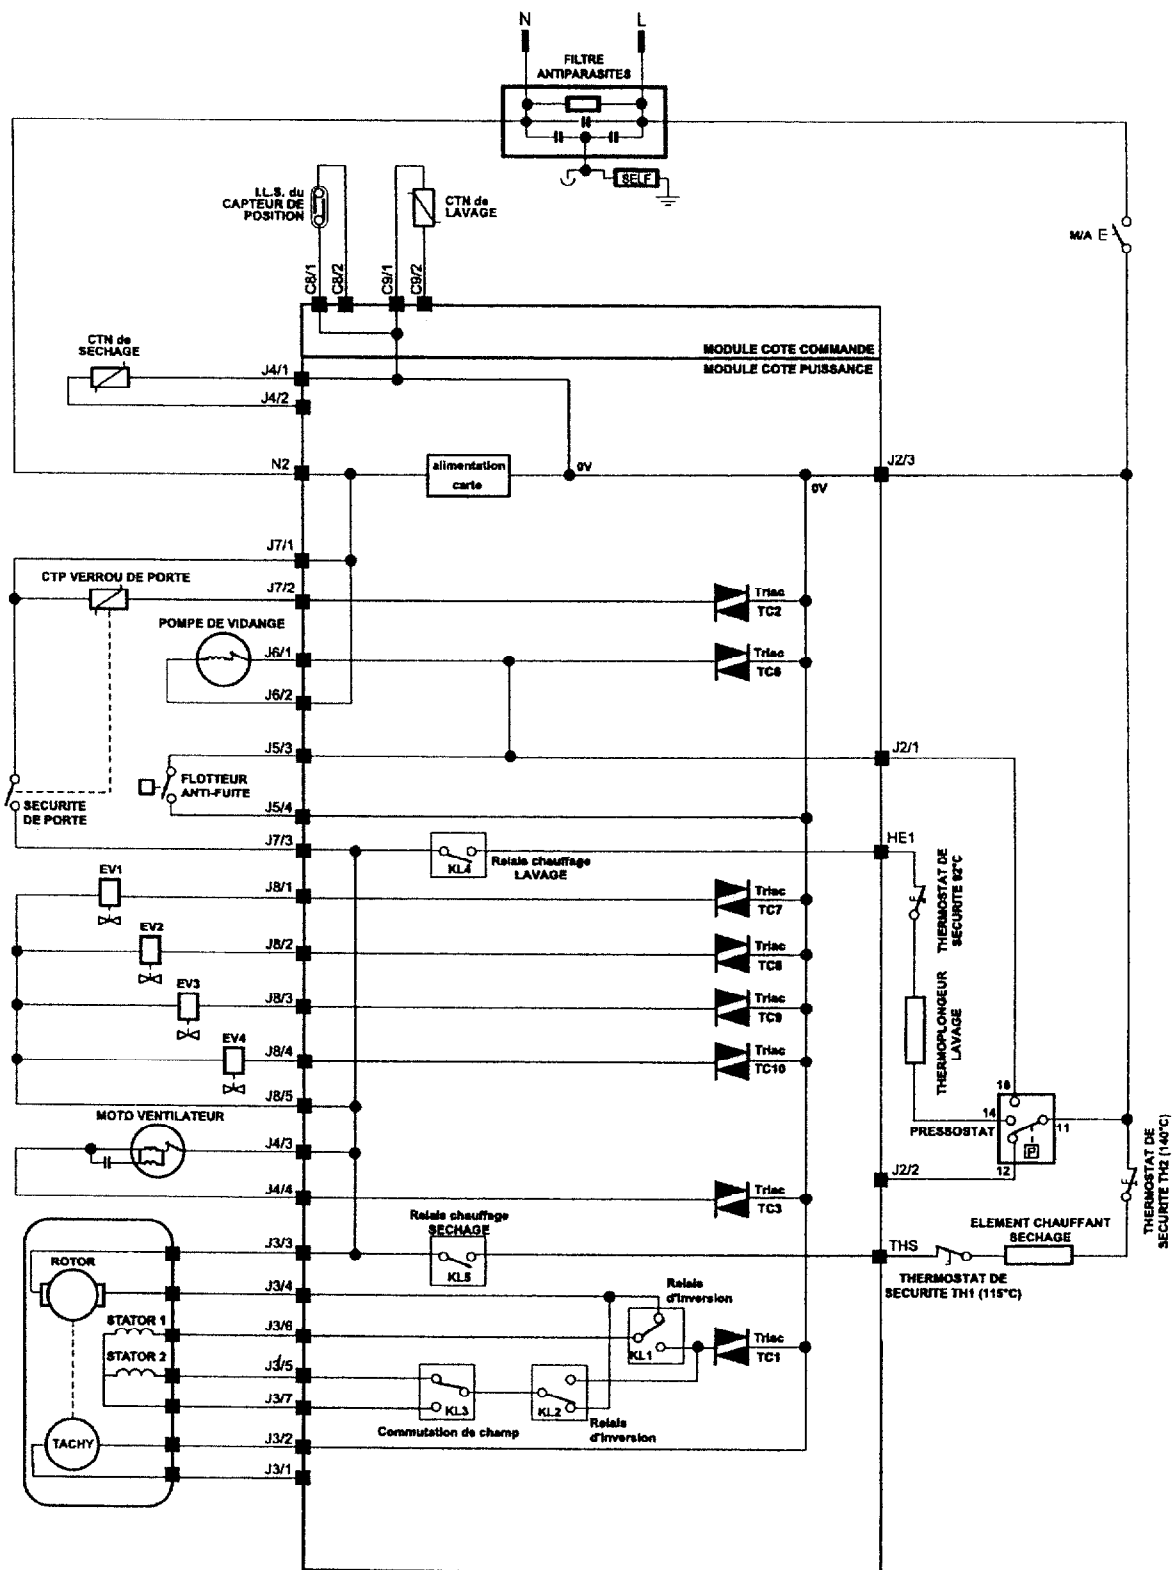 N
L
FILTRE
ANTIPARASITES
SELF
I.L.S. du
CAPTEUR DE
POSITION
CTN de
LAVAGE
M/A
C8/1
C8/2
C9/1
C9/2
CTN de
SECHAGE
MODULE COTE COMMANDE
MODULE COTE PUISSANCE
J4/1
J4/2
N2
alimentation
carte
0V
0V
J2/3
J7/1
CTP VERROU DE PORTE
J7/2
Triac
TC2
POMPE DE VIDANGE
J6/1
Triac
TC6
J6/2
J5/3
J2/1
FLOTTEUR
ANTI-FUITE
SECURITE
DE PORTE
J5/4
J7/3
KL4
Relais chauffage
LAVAGE
HE1
THERMOSTAT DE
SECURITE 92°C
EV1
J8/1
Triac
TC7
EV2
J8/2
Triac
TC8
EV3
J8/3
Triac
TC9
THERMOPLONGEUR
LAVAGE
EV4
J8/4
Triac
TC10
J8/5
16
14
11
12
PRESSOSTAT
P
MOTO VENTILATEUR
J4/3
J2/2
J4/4
Triac
TC3
THERMOSTAT DE
SECURITE TH2 (140°C)
Relais chauffage
SECHAGE
KL5
ELEMENT CHAUFFANT
SECHAGE
J3/3
THS
THERMOSTAT DE
SECURITE TH1 (115°C)
ROTOR
J3/4
Relais
d'inversion
STATOR 1
J3/6
KL1
Triac
TC1
STATOR 2
J3/5
KL3
KL2
J3/7
Commutation de champ
Relais
d'inversion
TACHY
J3/2
J3/1